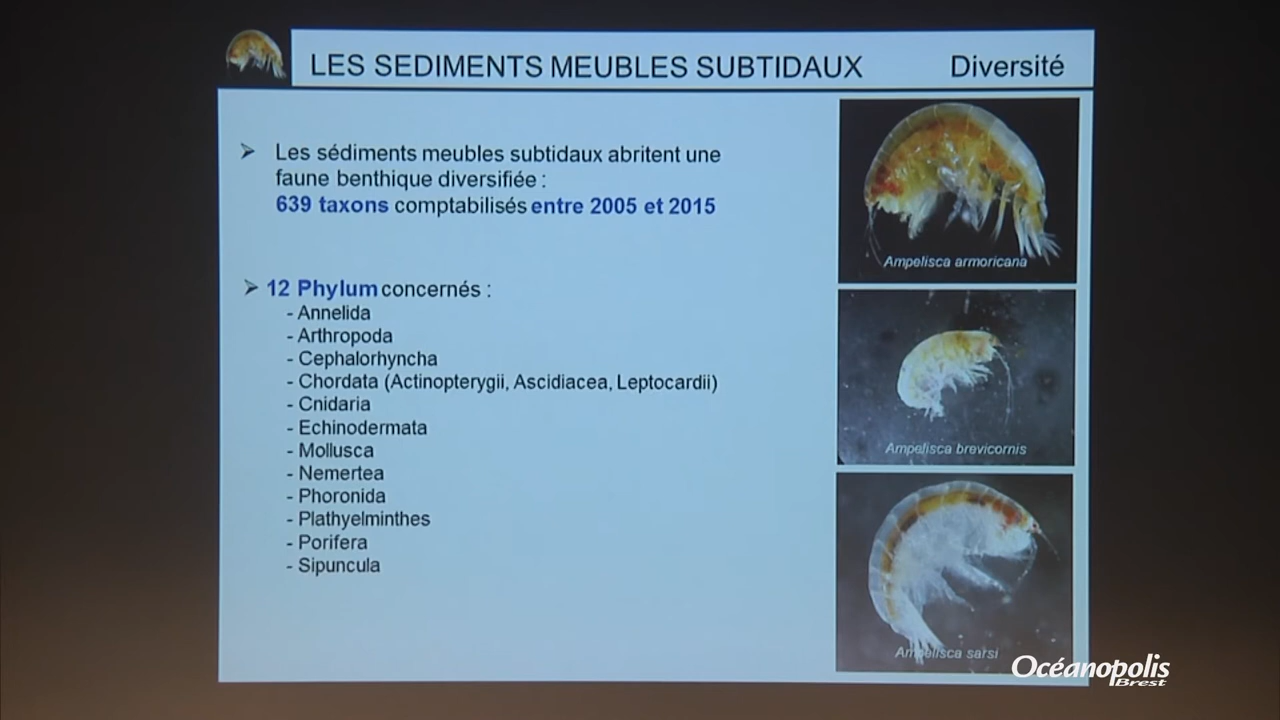 LES SEDIMENTS MEUBLES SUBTIDAUX
Diversité
➢ Les sédiments meubles subtidaux abritent une
faune benthique diversifiée :
639 taxons comptabilisés entre 2005 et 2015
➢ 12 Phylum concernés :
- Annelida
- Arthropoda
- Cephalorhyncha
- Chordata (Actinopterygii, Ascidiacea, Leptocardii)
- Cnidaria
- Echinodermata
- Mollusca
- Nemertea
- Phoronida
- Plathyelminthes
- Porifera
- Sipuncula
Ampelisca armoricana
Ampelisca brevicornis
Ampelisca sarsi
Océanopolis
Brest